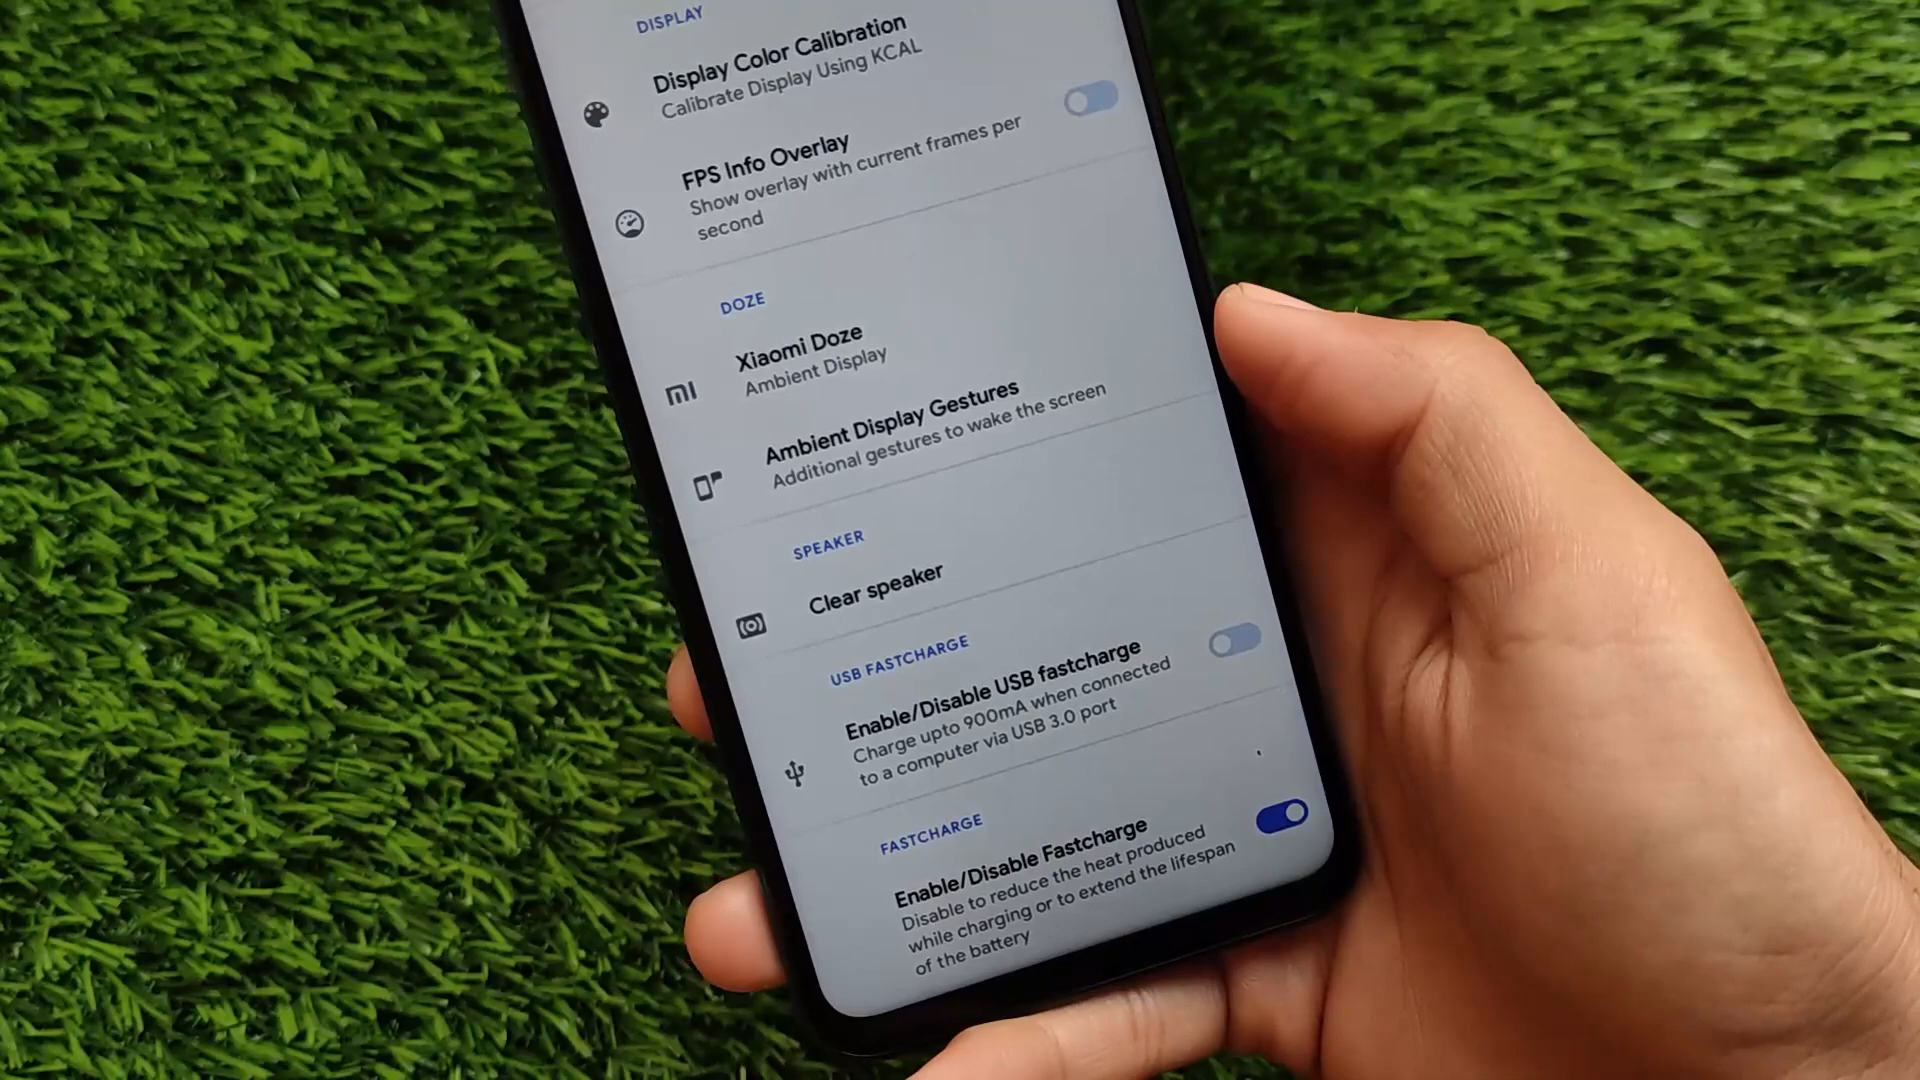 DISPLAY
Display Color Calibration
Calibrate Display Using KCAL
FPS Info Overlay
Show overlay with current frames per
second
DOZE
Xiaomi Doze
Ambient Display
Ambient Display Gestures
Additional gestures to wake the screen
SPEAKER
Clear speaker
USB FASTCHARGE
Enable/Disable USB fastcharge
Charge upto 900mA when connected
to a computer via USB 3.0 port
FASTCHARGE
Enable/Disable Fastcharge
Disable to reduce the heat produced
while charging or to extend the lifespan
of the battery